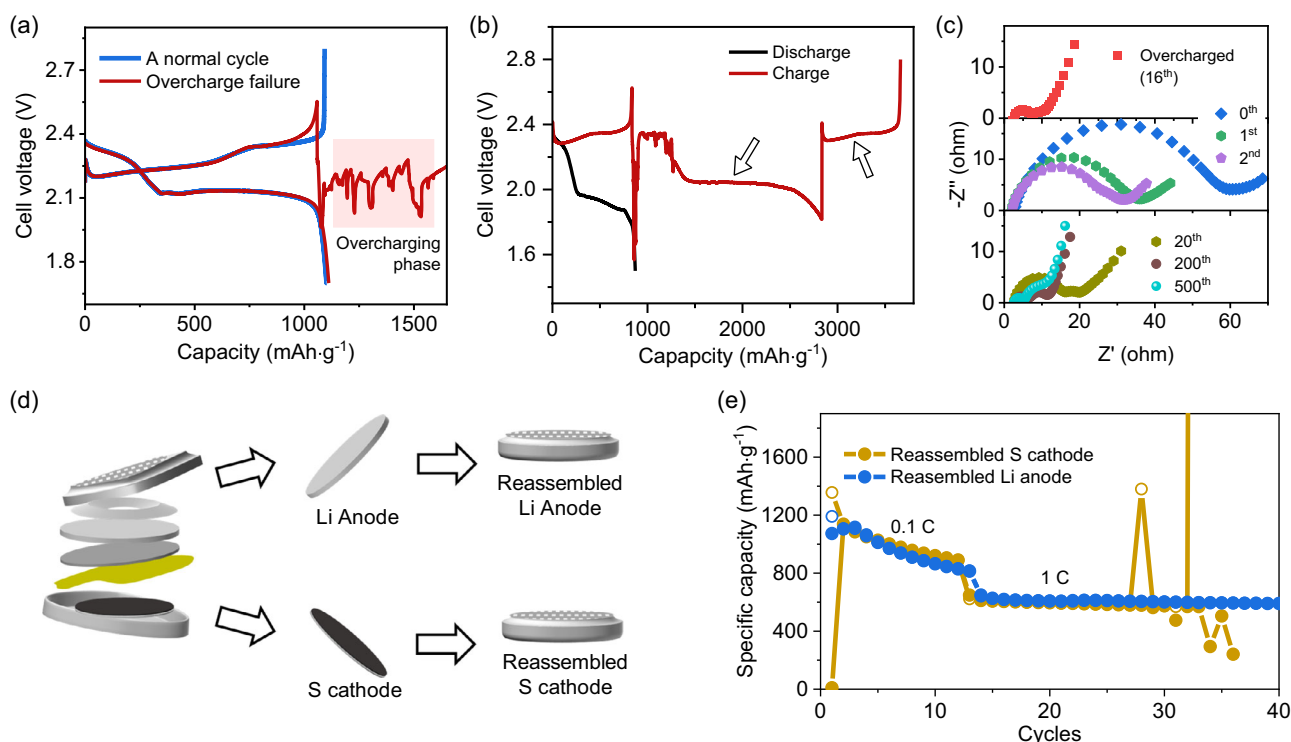 (a)
A normal cycle
Overcharge failure
Overcharging
phase
Cell voltage (V)
2.7
2.4
2.1
1.8
0
500
1000
1500
Capacity (mAh·g⁻¹)
(b)
Discharge
Charge
Cell voltage (V)
2.8
2.4
2.0
1.6
0
1000
2000
3000
Capapcity (mAh·g⁻¹)
(c)
Overcharged
(16th)
0th
1st
2nd
20th
200th
500th
-Z'' (ohm)
10
0
10
0
10
0
0
20
40
60
Z' (ohm)
(d)
Li Anode
Reassembled
Li Anode
S cathode
Reassembled
S cathode
(e)
Reassembled S cathode
Reasembled Li anode
0.1 C
1 C
Specific capacity (mAh·g⁻¹)
1600
1200
800
400
0
0
10
20
30
40
Cycles